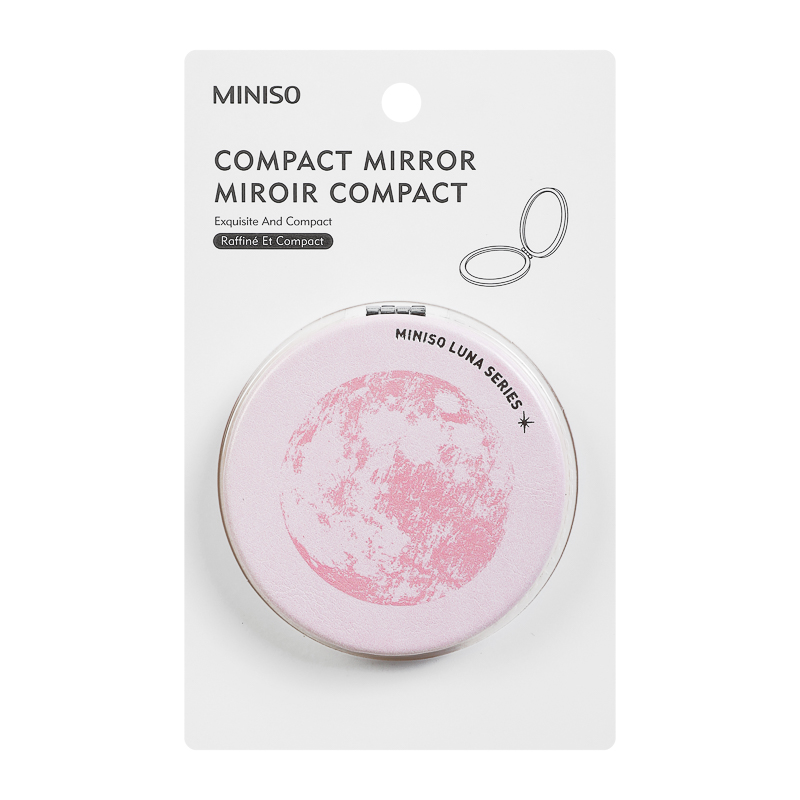 MINISO
COMPACT MIRROR
MIROIR COMPACT
Exquisite And Compact
Raffiné Et Compact
MINISO LUNA SERIES